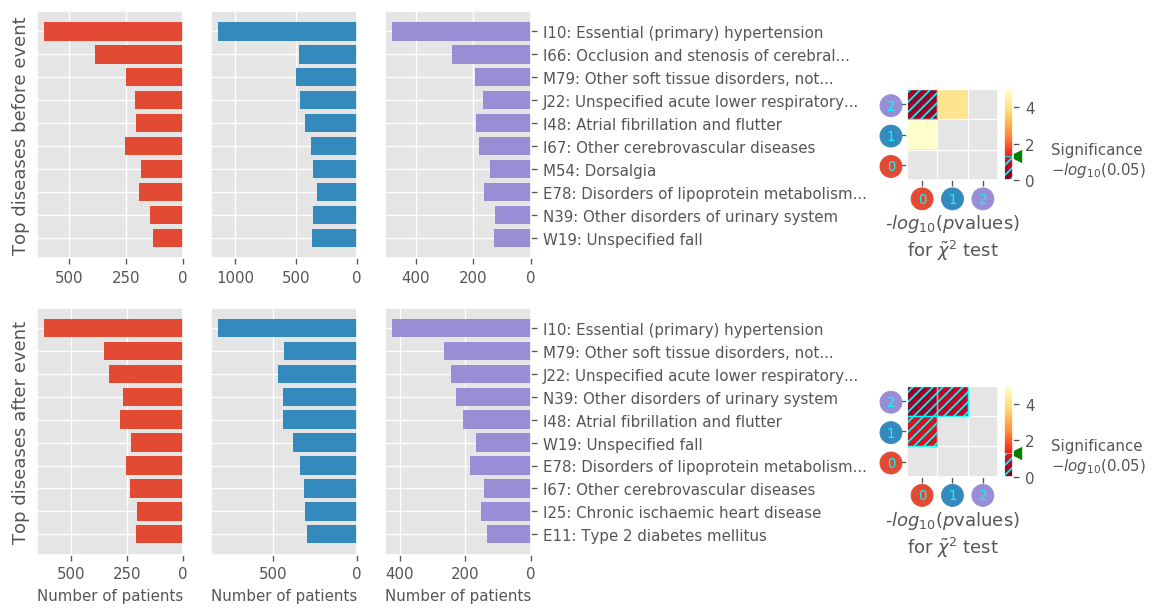 Top diseases before event
I10: Essential (primary) hypertension
I66: Occlusion and stenosis of cerebral...
M79: Other soft tissue disorders, not...
J22: Unspecified acute lower respiratory...
I48: Atrial fibrillation and flutter
I67: Other cerebrovascular diseases
M54: Dorsalgia
E78: Disorders of lipoprotein metabolism...
N39: Other disorders of urinary system
W19: Unspecified fall
500 250 0
1000 500 0
400 200 0
2
1
0
0 1 2
4
2
0
Significance
−log10(0.05)
-log10(pvalues)
for χ̃² test
Top diseases after event
I10: Essential (primary) hypertension
M79: Other soft tissue disorders, not...
J22: Unspecified acute lower respiratory...
N39: Other disorders of urinary system
I48: Atrial fibrillation and flutter
W19: Unspecified fall
E78: Disorders of lipoprotein metabolism...
I67: Other cerebrovascular diseases
I25: Chronic ischaemic heart disease
E11: Type 2 diabetes mellitus
500 250 0
500 0
400 200 0
Number of patients
Number of patients
Number of patients
2
1
0
0 1 2
4
2
0
Significance
−log10(0.05)
-log10(pvalues)
for χ̃² test